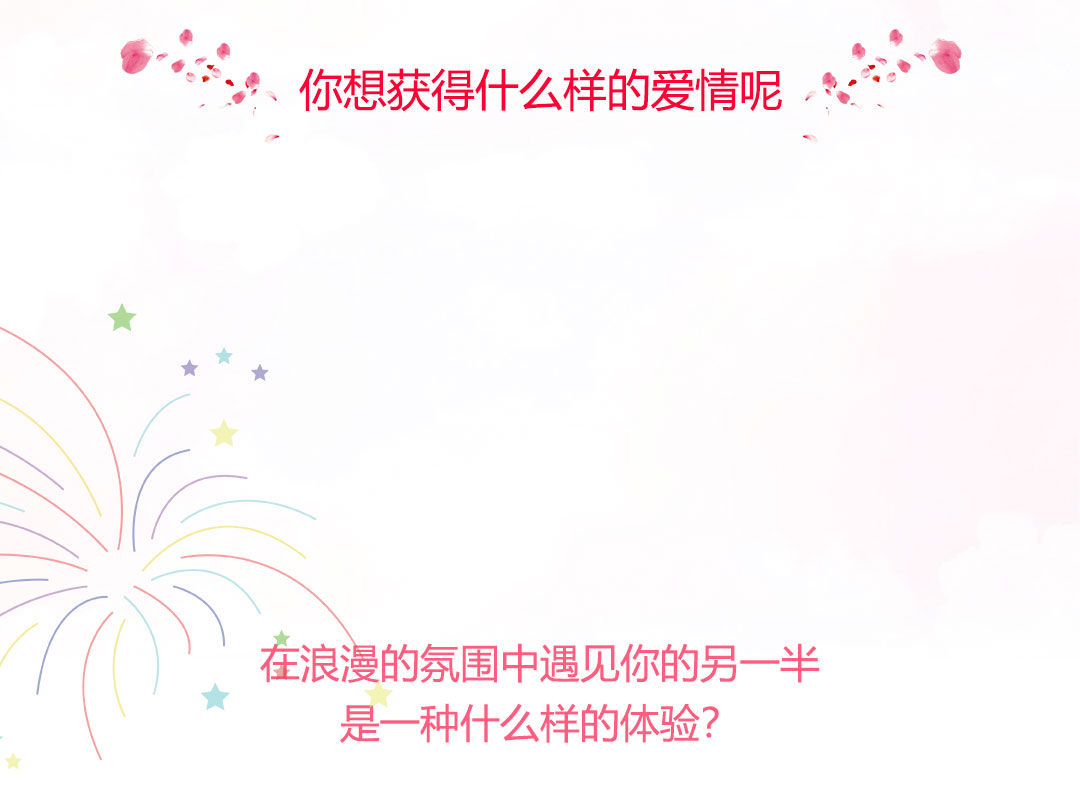 你想获得什么样的爱情呢
在浪漫的氛围中遇见你的另一半
是一种什么样的体验?